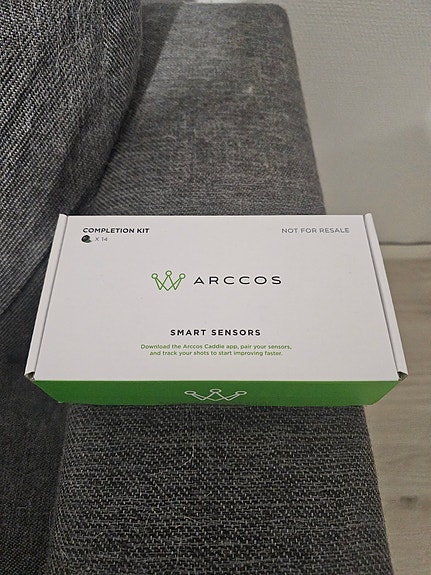 COMPLETION KIT
NOT FOR RESALE
X 14
ARCCOS
SMART SENSORS
Download the Arccos Caddie app, pair your sensors,
and track your shots to start improving faster.